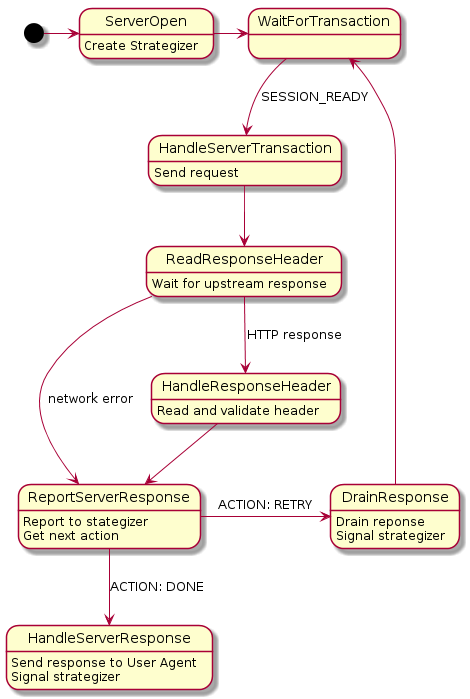 ServerOpen
Create Strategizer
WaitForTransaction
SESSION_READY
HandleServerTransaction
Send request
ReadResponseHeader
Wait for upstream response
HTTP response
network error
HandleResponseHeader
Read and validate header
ReportServerResponse
Report to stategizer
Get next action
ACTION: RETRY
DrainResponse
Drain reponse
Signal strategizer
ACTION: DONE
HandleServerResponse
Send response to User Agent
Signal strategizer